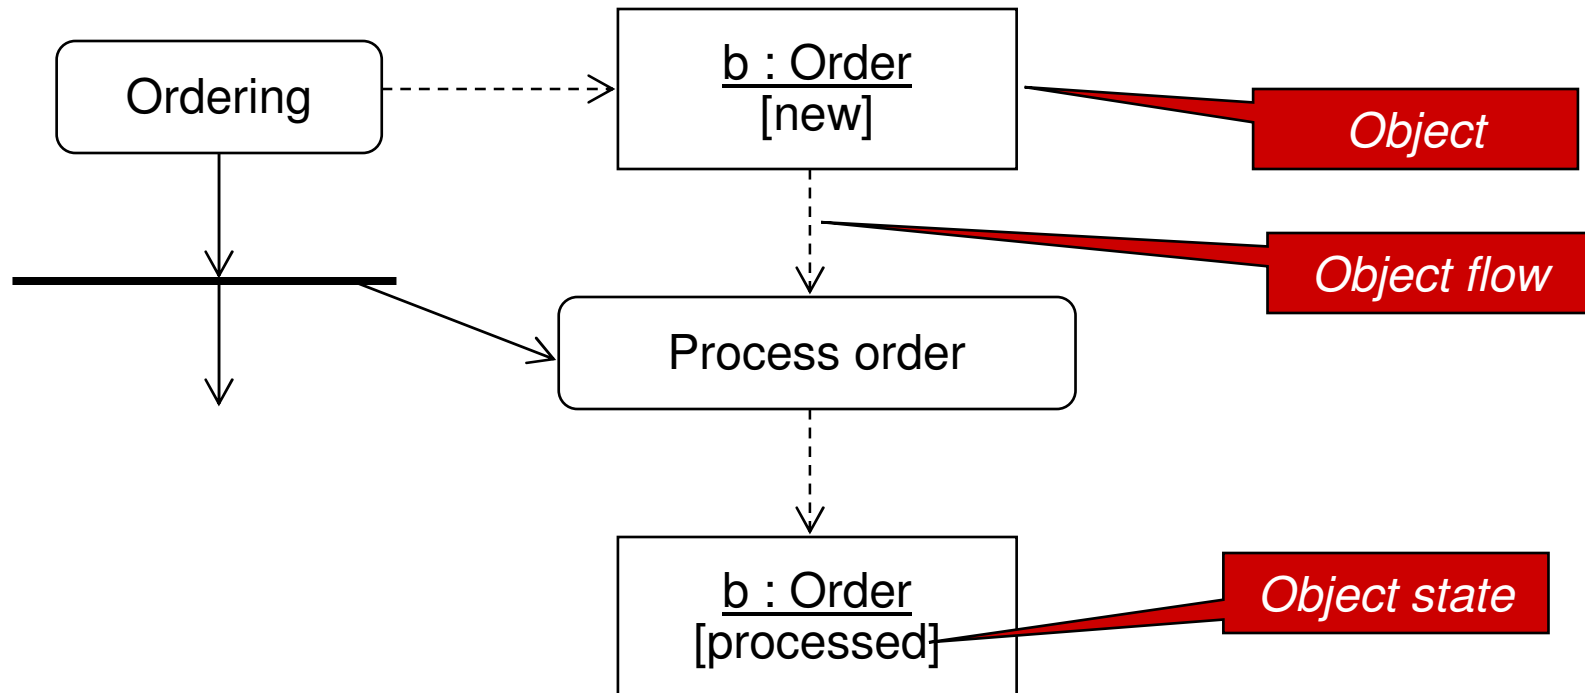 Ordering
b : Order
[new]
Object
Object flow
Process order
b : Order
[processed]
Object state